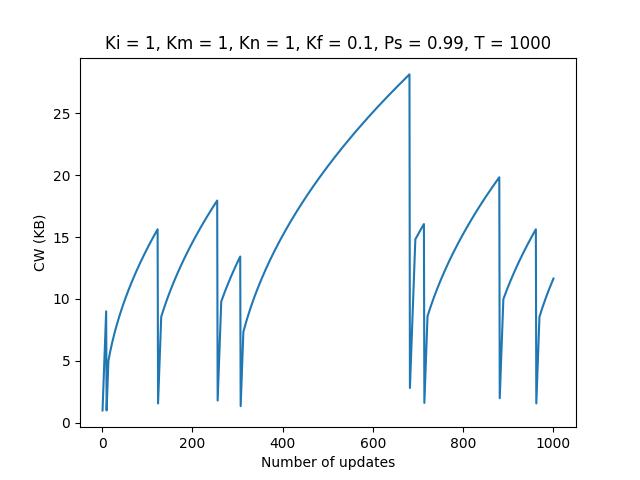 Ki = 1, Km = 1, Kn = 1, Kf = 0.1, Ps = 0.99, T = 1000
CW (KB)
25
20
15
10
5
0
0 200 400 600 800 1000
Number of updates